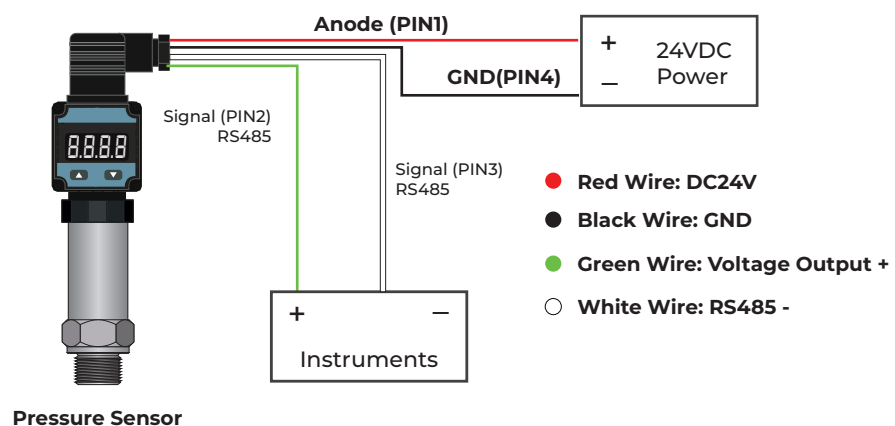 Anode (PIN1)
+ 24VDC
− Power
GND(PIN4)
Signal (PIN2)
RS485
8.8.8.8
Signal (PIN3)
RS485
Red Wire: DC24V
Black Wire: GND
Green Wire: Voltage Output +
White Wire: RS485 -
+ −
Instruments
Pressure Sensor